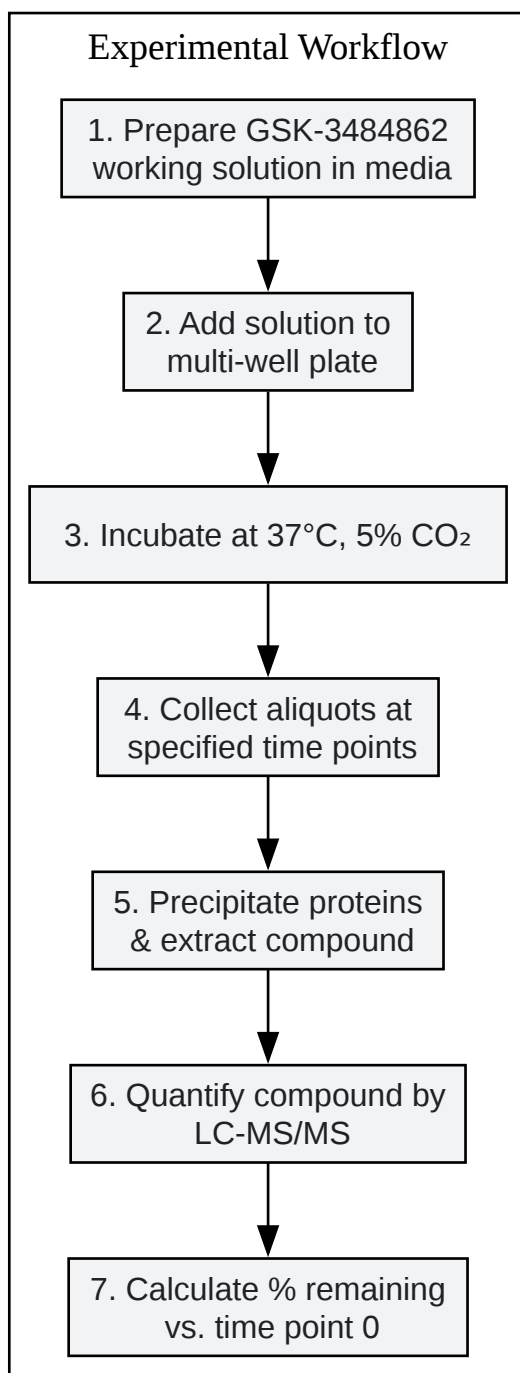 Experimental Workflow
1. Prepare GSK-3484862
working solution in media
2. Add solution to
multi-well plate
3. Incubate at 37°C, 5% CO₂
4. Collect aliquots at
specified time points
5. Precipitate proteins
& extract compound
6. Quantify compound by
LC-MS/MS
7. Calculate % remaining
vs. time point 0